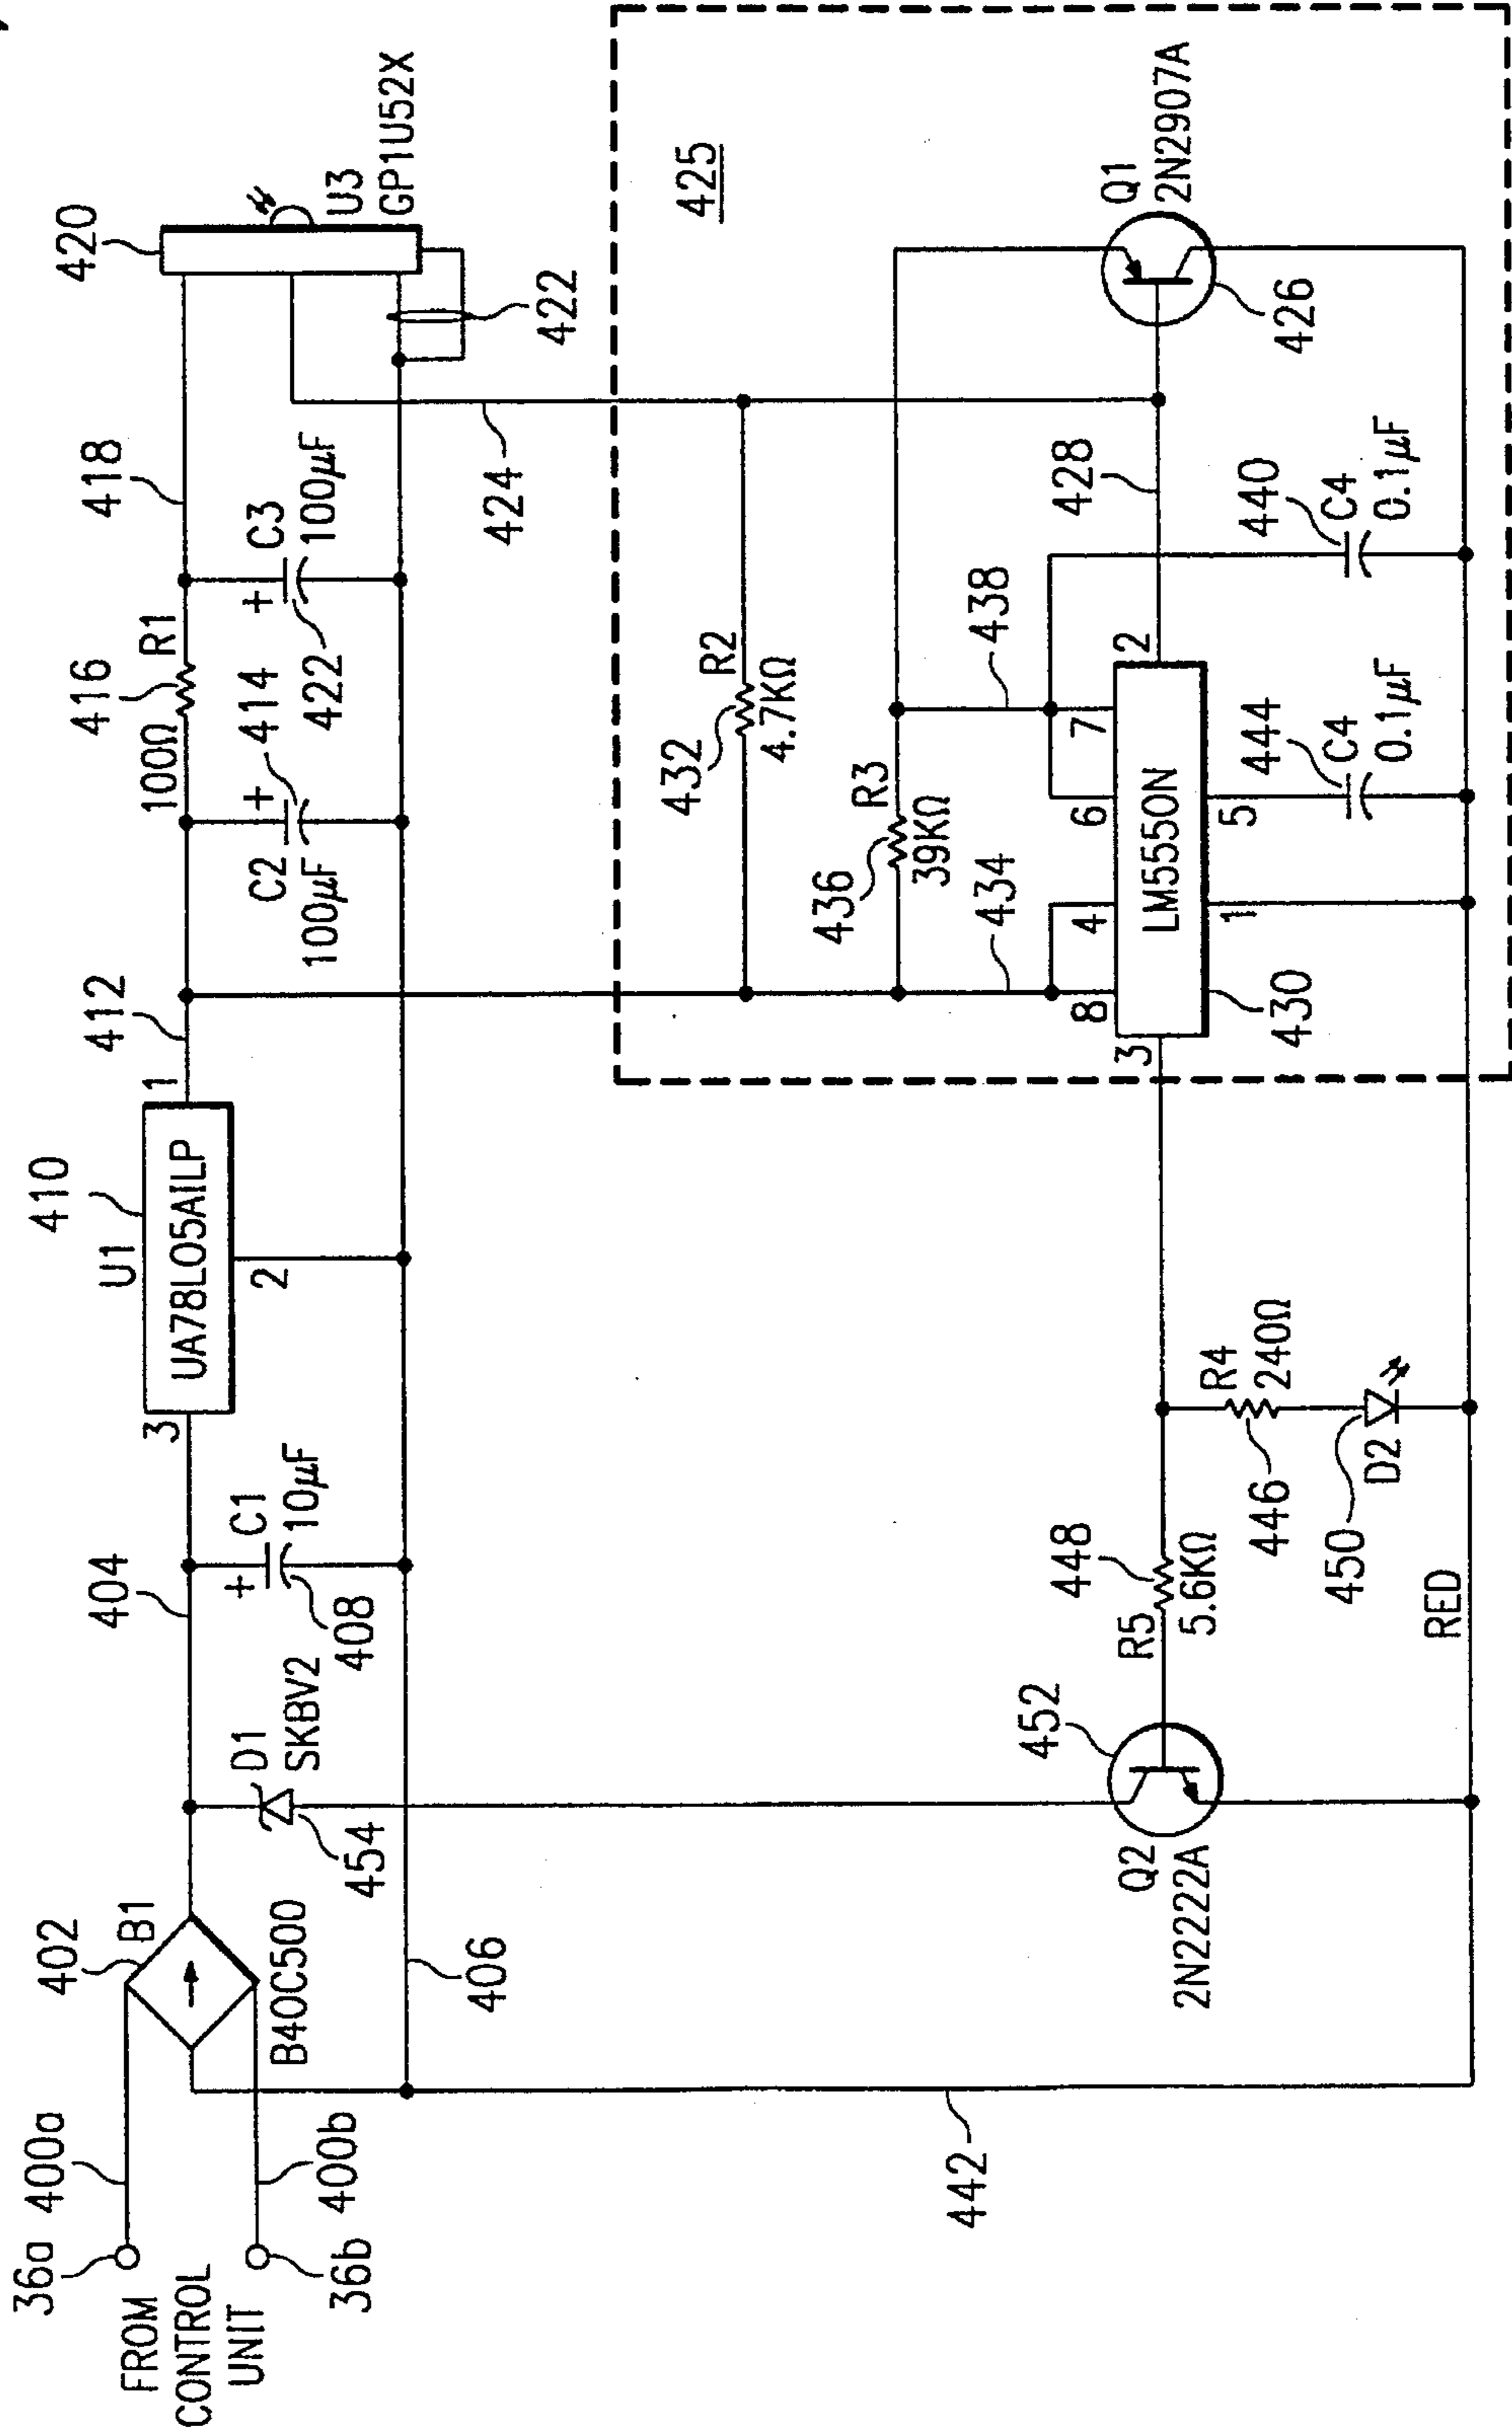 36a
400a
FROM
CONTROL
UNIT
36b
400b
402
B1
B40C500
404
D1
SKBV2
454
+
C1
10µF
408
406
410
U1
UA78L05AILP
3
1
2
412
416
100Ω
R1
C2
100µF
+
414
418
+
C3
100µF
422
420
U3
GP1U52X
422
424
425
432
R2
4.7KΩ
436
R3
39KΩ
434
438
428
Q1
2N2907A
426
8
4
6
7
3
LM5550N
2
1
5
430
444
C4
0.1µF
440
C4
0.1µF
452
Q2
2N2222A
448
R5
5.6KΩ
R4
240Ω
446
450
D2
RED
442